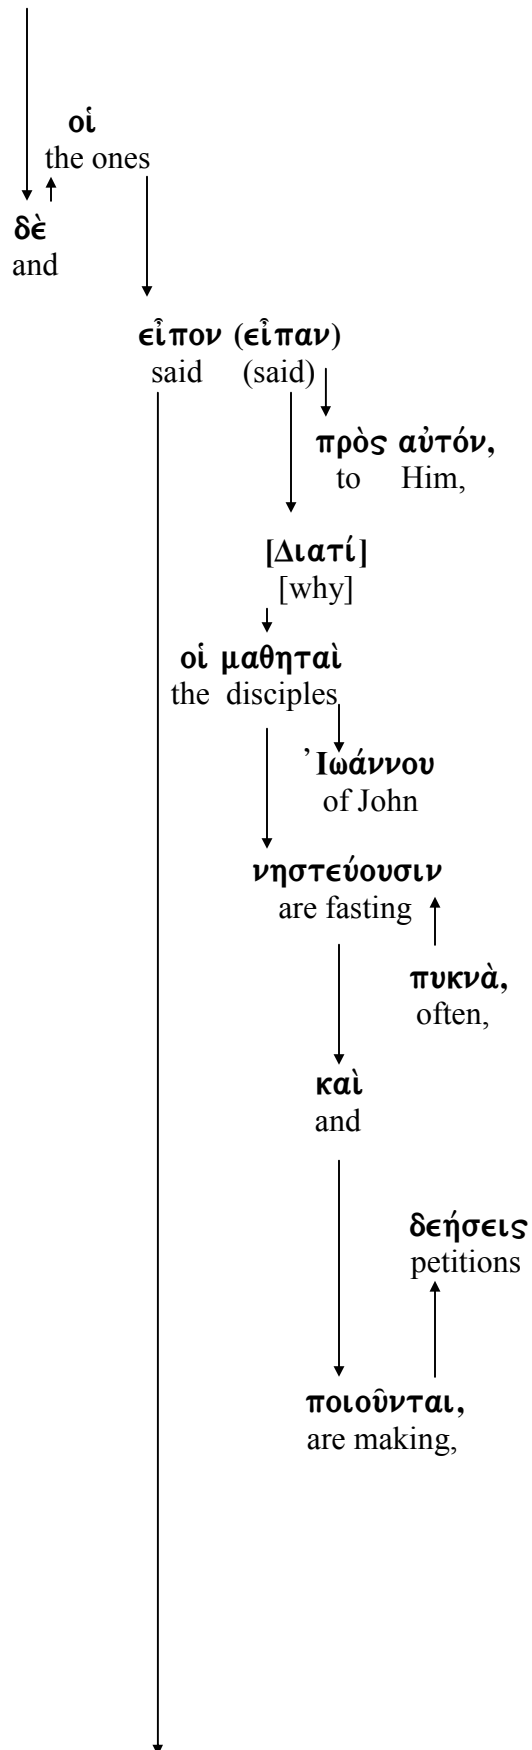 οἱ
the ones
δὲ
and
εἶπον (εἶπαν)
said (said)
πρὸς αὐτόν,
to Him,
[Διατί]
[why]
οἱ μαθηταὶ
the disciples
᾿Ιωάννου
of John
νηστεύουσιν
are fasting
πυκνὰ,
often,
καὶ
and
δεήσεις
petitions
ποιοῦνται,
are making,